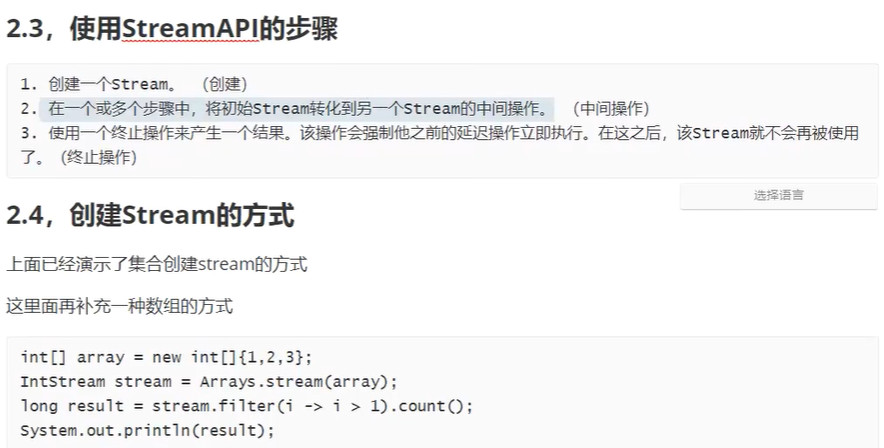 2.3，使用StreamAPI的步骤
1. 创建一个Stream。 （创建）
2. 在一个或多个步骤中，将初始Stream转化到另一个Stream的中间操作。 （中间操作）
3. 使用一个终止操作来产生一个结果。该操作会强制他之前的延迟操作立即执行。在这之后，该Stream就不会再被使用
了。（终止操作）
选择语言
2.4，创建Stream的方式
上面已经演示了集合创建stream的方式
这里面再补充一种数组的方式
int[] array = new int[]{1,2,3};
IntStream stream = Arrays.stream(array);
long result = stream.filter(i -> i > 1).count();
System.out.println(result);